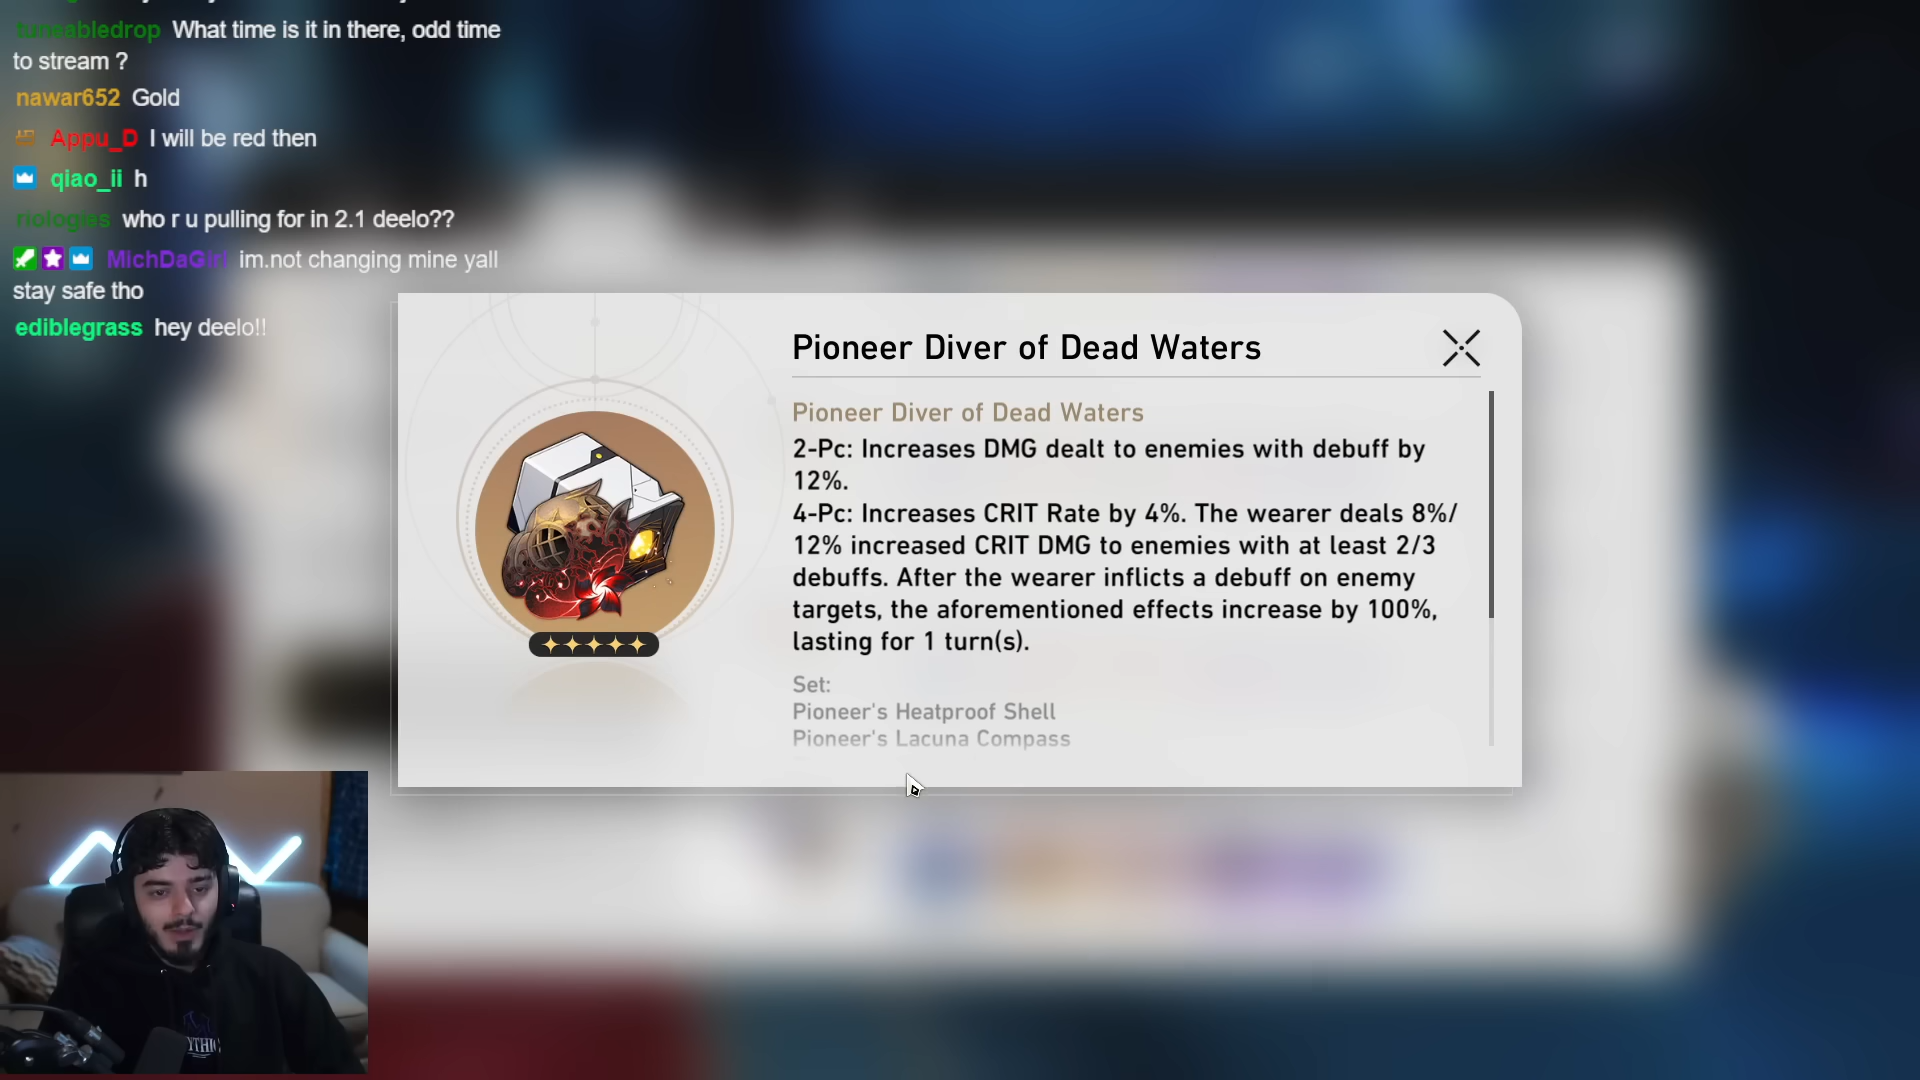 tuneabledrop What time is it in there, odd time
to stream ?
nawar652 Gold
Appu_D I will be red then
qiao_ii h
riologies who r u pulling for in 2.1 deelo??
MichDaGirl im.not changing mine yall
stay safe tho
ediblegrass hey deelo!!
Pioneer Diver of Dead Waters
Pioneer Diver of Dead Waters
2-Pc: Increases DMG dealt to enemies with debuff by
12%.
4-Pc: Increases CRIT Rate by 4%. The wearer deals 8%/
12% increased CRIT DMG to enemies with at least 2/3
debuffs. After the wearer inflicts a debuff on enemy
targets, the aforementioned effects increase by 100%,
lasting for 1 turn(s).
Set:
Pioneer's Heatproof Shell
Pioneer's Lacuna Compass